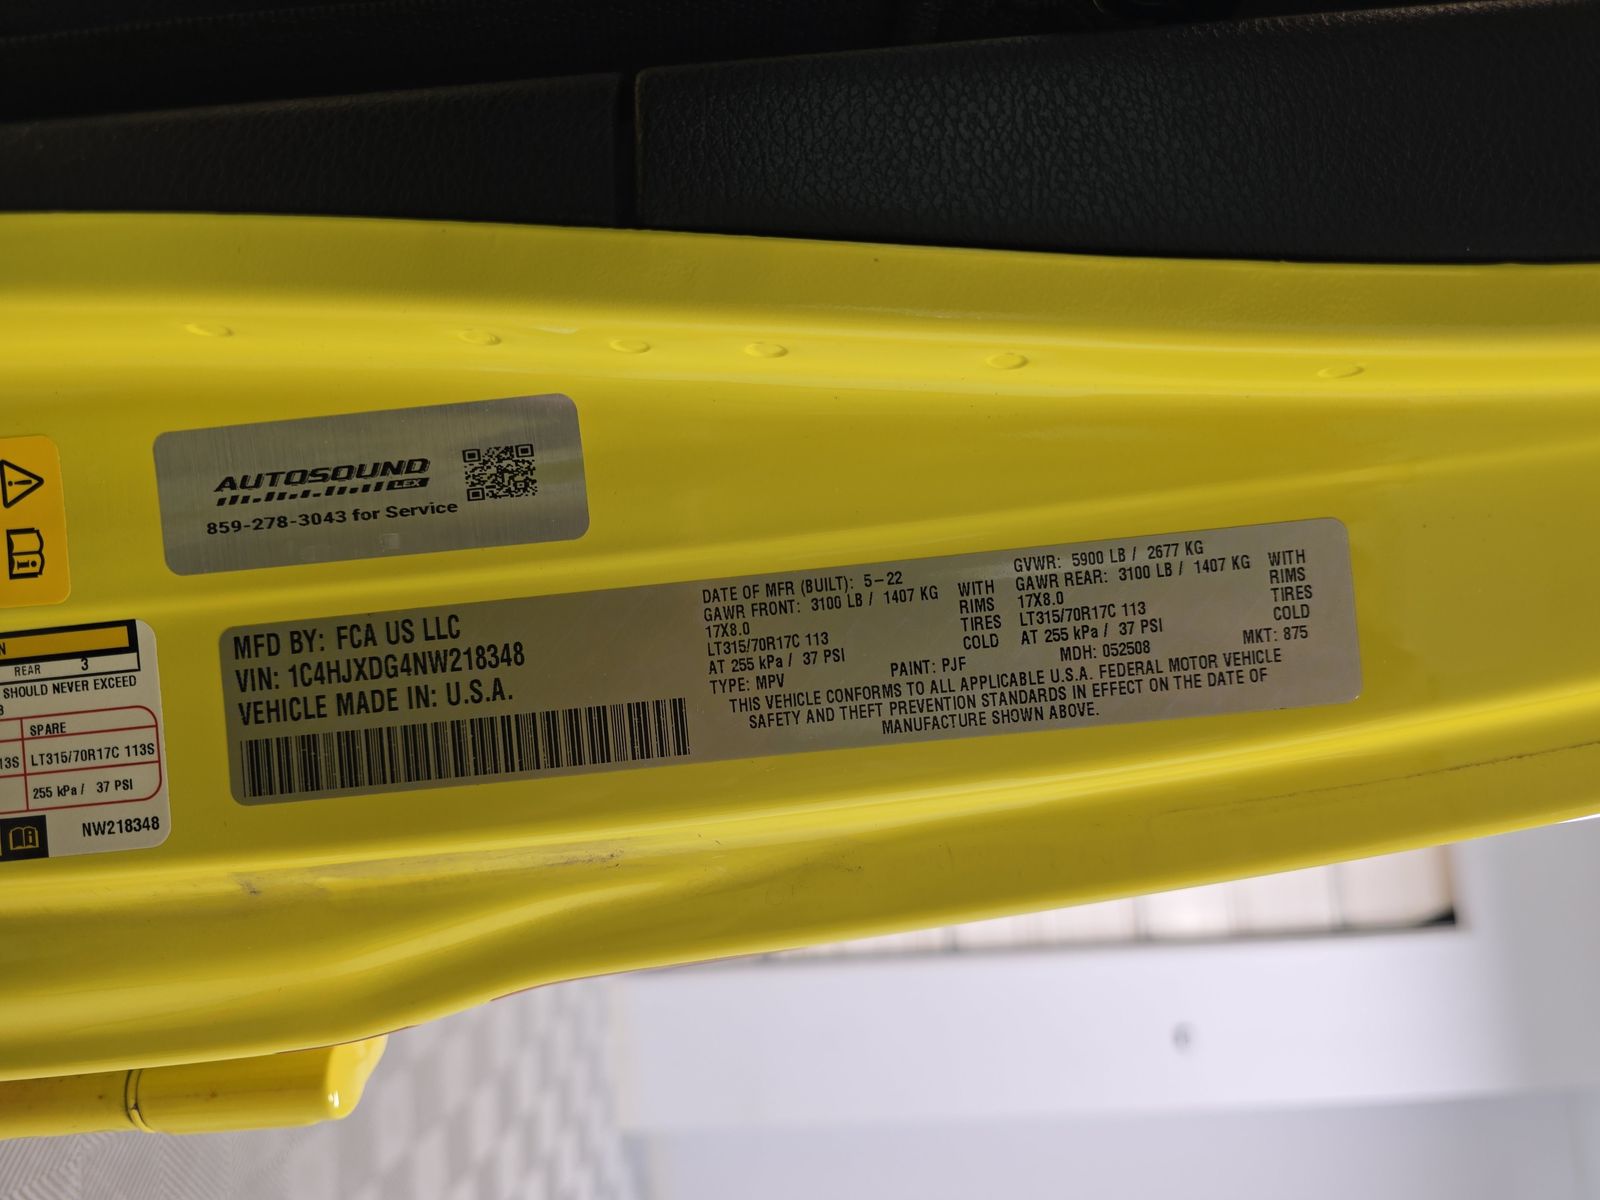 AUTOSOUND
LEX
859-278-3043 for Service
MFD BY: FCA US LLC
VIN: 1C4HJXDG4NW218348
VEHICLE MADE IN: U.S.A.
DATE OF MFR (BUILT): 5-22
GAWR FRONT: 3100 LB / 1407 KG WITH
17X8.0 RIMS
LT315/70R17C 113 TIRES
AT 255 kPa / 37 PSI COLD
TYPE: MPV
PAINT: PJF
GVWR: 5900 LB / 2677 KG
GAWR REAR: 3100 LB / 1407 KG WITH
17X8.0 RIMS
LT315/70R17C 113 TIRES
AT 255 kPa / 37 PSI COLD
MDH: 052508 MKT: 875
THIS VEHICLE CONFORMS TO ALL APPLICABLE U.S.A. FEDERAL MOTOR VEHICLE
SAFETY AND THEFT PREVENTION STANDARDS IN EFFECT ON THE DATE OF
MANUFACTURE SHOWN ABOVE.
REAR 3
SHOULD NEVER EXCEED
SPARE
LT315/70R17C 113S
255 kPa / 37 PSI
NW218348